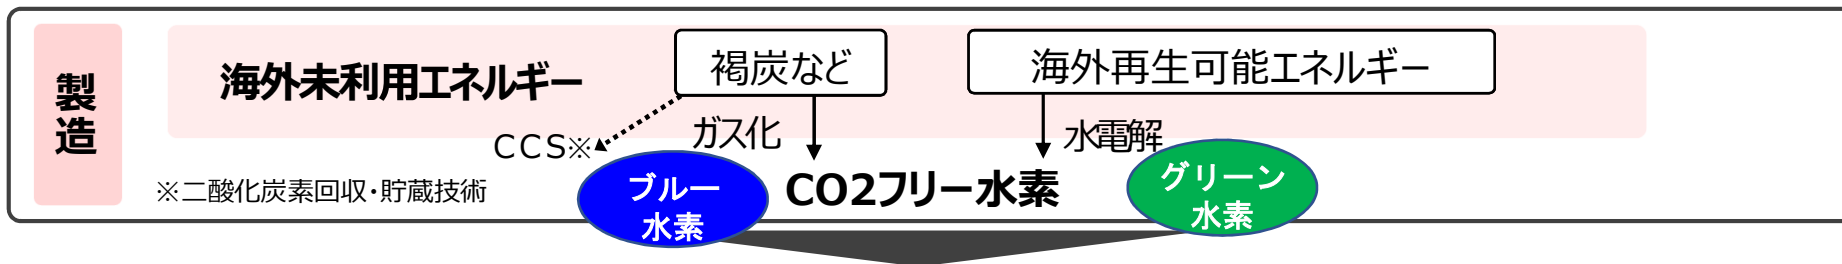 製造
海外未利用エネルギー
褐炭など
海外再生可能エネルギー
CCS※
ガス化
水電解
※二酸化炭素回収・貯蔵技術
ブルー
水素
CO2フリー水素
グリーン
水素